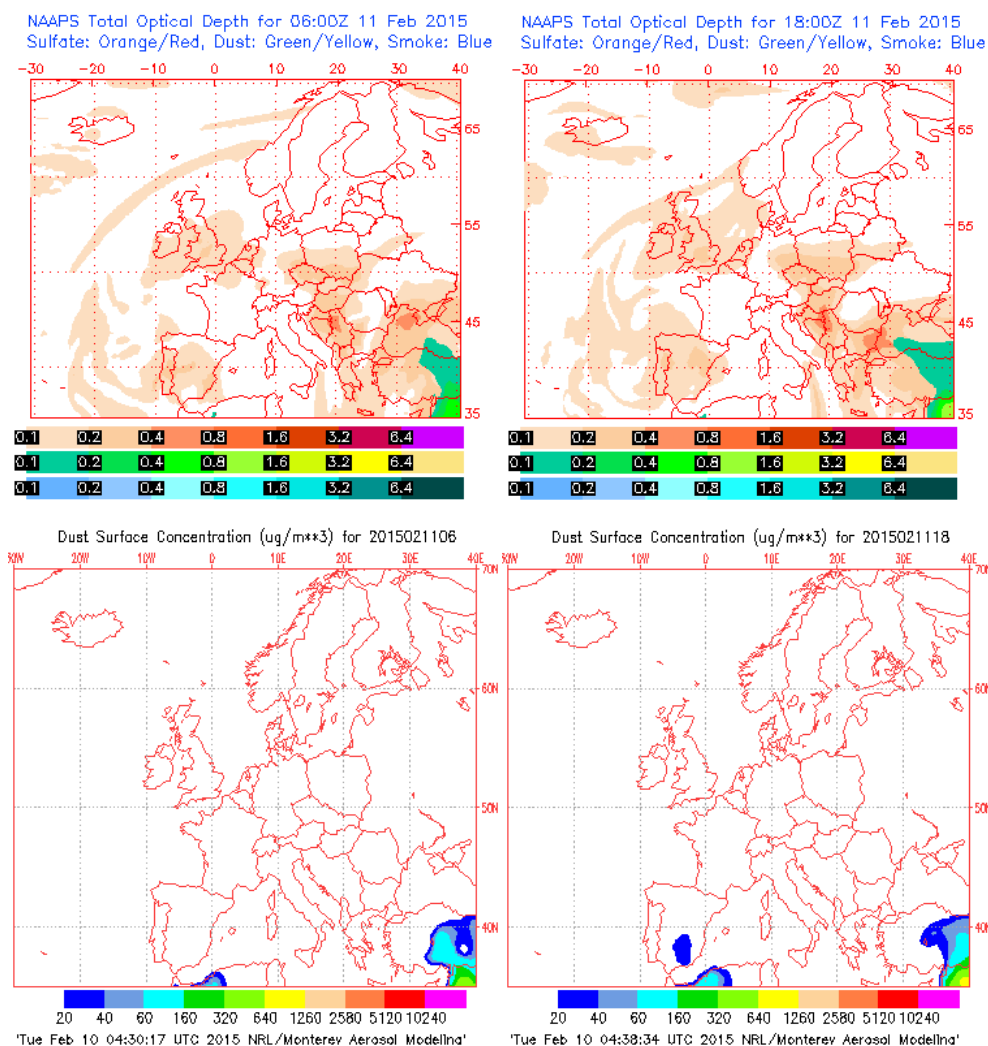 NAAPS Total Optical Depth for 06:00Z 11 Feb 2015
Sulfate: Orange/Red, Dust: Green/Yellow, Smoke: Blue
-30 -20 -10 0 10 20 30 40
65
55
45
35
0.1 0.2 0.4 0.8 1.6 3.2 6.4
0.1 0.2 0.4 0.8 1.6 3.2 6.4
0.1 0.2 0.4 0.8 1.6 3.2 6.4
NAAPS Total Optical Depth for 18:00Z 11 Feb 2015
Sulfate: Orange/Red, Dust: Green/Yellow, Smoke: Blue
-30 -20 -10 0 10 20 30 40
65
55
45
35
0.1 0.2 0.4 0.8 1.6 3.2 6.4
0.1 0.2 0.4 0.8 1.6 3.2 6.4
0.1 0.2 0.4 0.8 1.6 3.2 6.4
Dust Surface Concentration (ug/m**3) for 2015021106
20W 10W 0 10E 20E 30E 40E
70N
60N
50N
40N
20 40 60 160 320 640 1260 2580 5120 10240
'Tue Feb 10 04:30:17 UTC 2015 NRL/Monterey Aerosol Modeling'
Dust Surface Concentration (ug/m**3) for 2015021118
20W 10W 0 10E 20E 30E
70N
60N
50N
40N
20 40 60 160 320 640 1260 2580 5120 10240
'Tue Feb 10 04:38:34 UTC 2015 NRL/Monterey Aerosol Modeling'